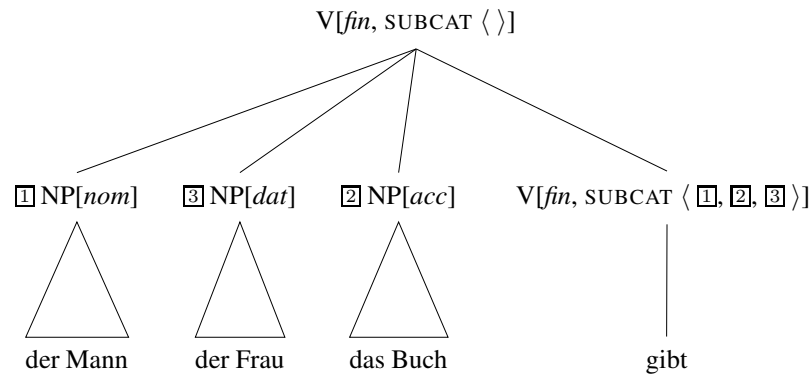 V[fin, SUBCAT ⟨ ⟩]
1 NP[nom] 3 NP[dat] 2 NP[acc] V[fin, SUBCAT ⟨ 1, 2, 3 ⟩]
der Mann der Frau das Buch gibt